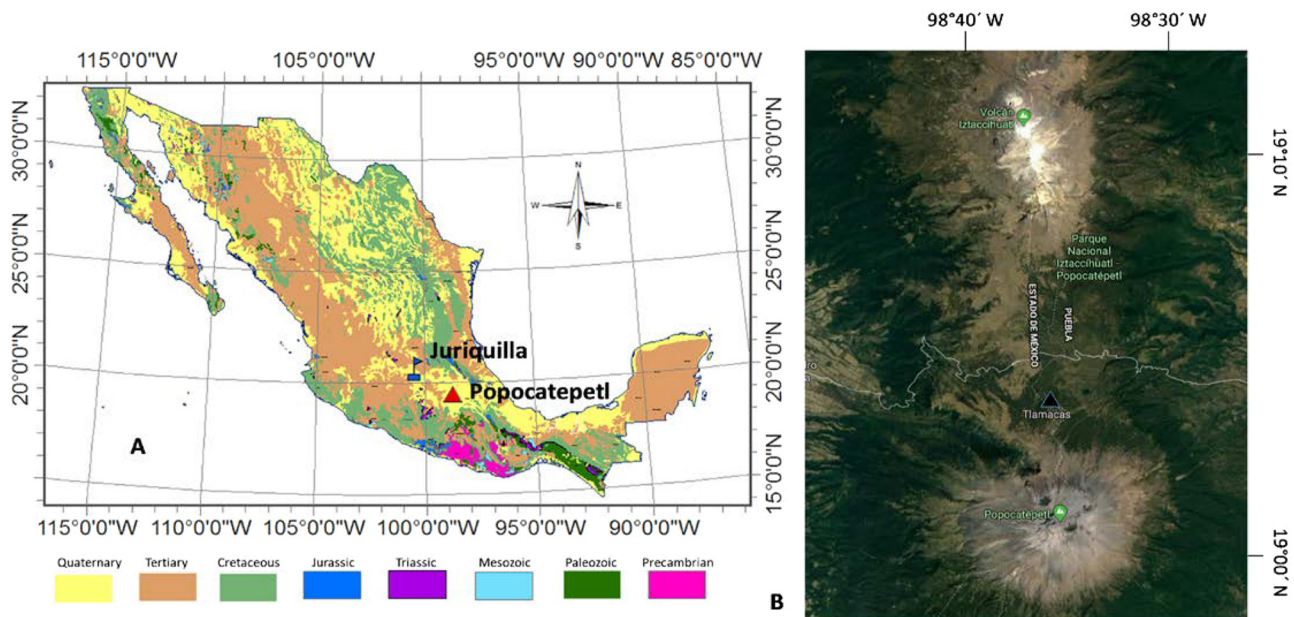 98°40´ W
98°30´ W
115°0'0"W
105°0'0"W
95°0'0"W
90°0'0"W
85°0'0"W
30°0'0"N
25°0'0"N
20°0'0"N
30°0'0"N
25°0'0"N
20°0'0"N
15°0'0"N
N
W
E
S
Juriquilla
Popocatepetl
A
115°0'0"W
110°0'0"W
105°0'0"W
100°0'0"W
95°0'0"W
90°0'0"W
Quaternary
Tertiary
Cretaceous
Jurassic
Triassic
Mesozoic
Paleozoic
Precambrian
Volcán
Iztaccíhuatl
Parque
Nacional
Iztaccíhuatl -
Popocatépetl
ESTADO DE MÉXICO
PUEBLA
Tlamacas
Popocatépetl
19°10´ N
19°00´ N
B